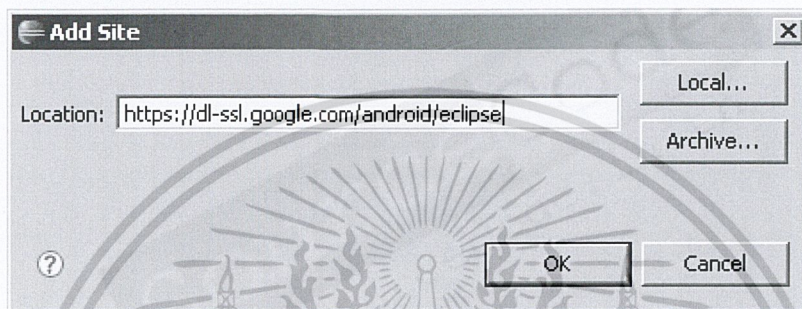 Add Site
Location: https://dl-ssl.google.com/android/eclipse
Local...
Archive...
?
OK
Cancel